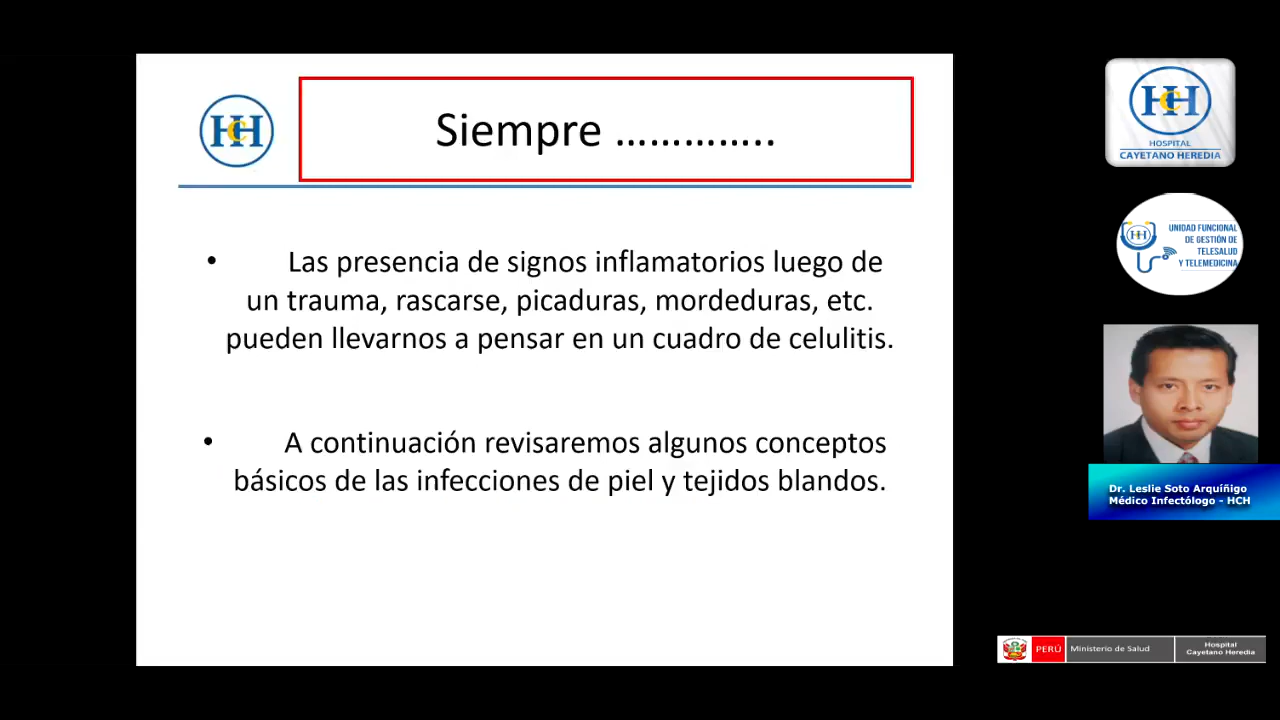 HCH
Siempre …………..
• Las presencia de signos inflamatorios luego de
un trauma, rascarse, picaduras, mordeduras, etc.
pueden llevarnos a pensar en un cuadro de celulitis.
• A continuación revisaremos algunos conceptos
básicos de las infecciones de piel y tejidos blandos.
HCH
HOSPITAL
CAYETANO HEREDIA
HCH
UNIDAD FUNCIONAL
DE GESTIÓN DE
TELESALUD
Y TELEMEDICINA
Dr. Leslie Soto Arquíñigo
Médico Infectólogo - HCH
PERÚ
Ministerio de Salud
Hospital
Cayetano Heredia